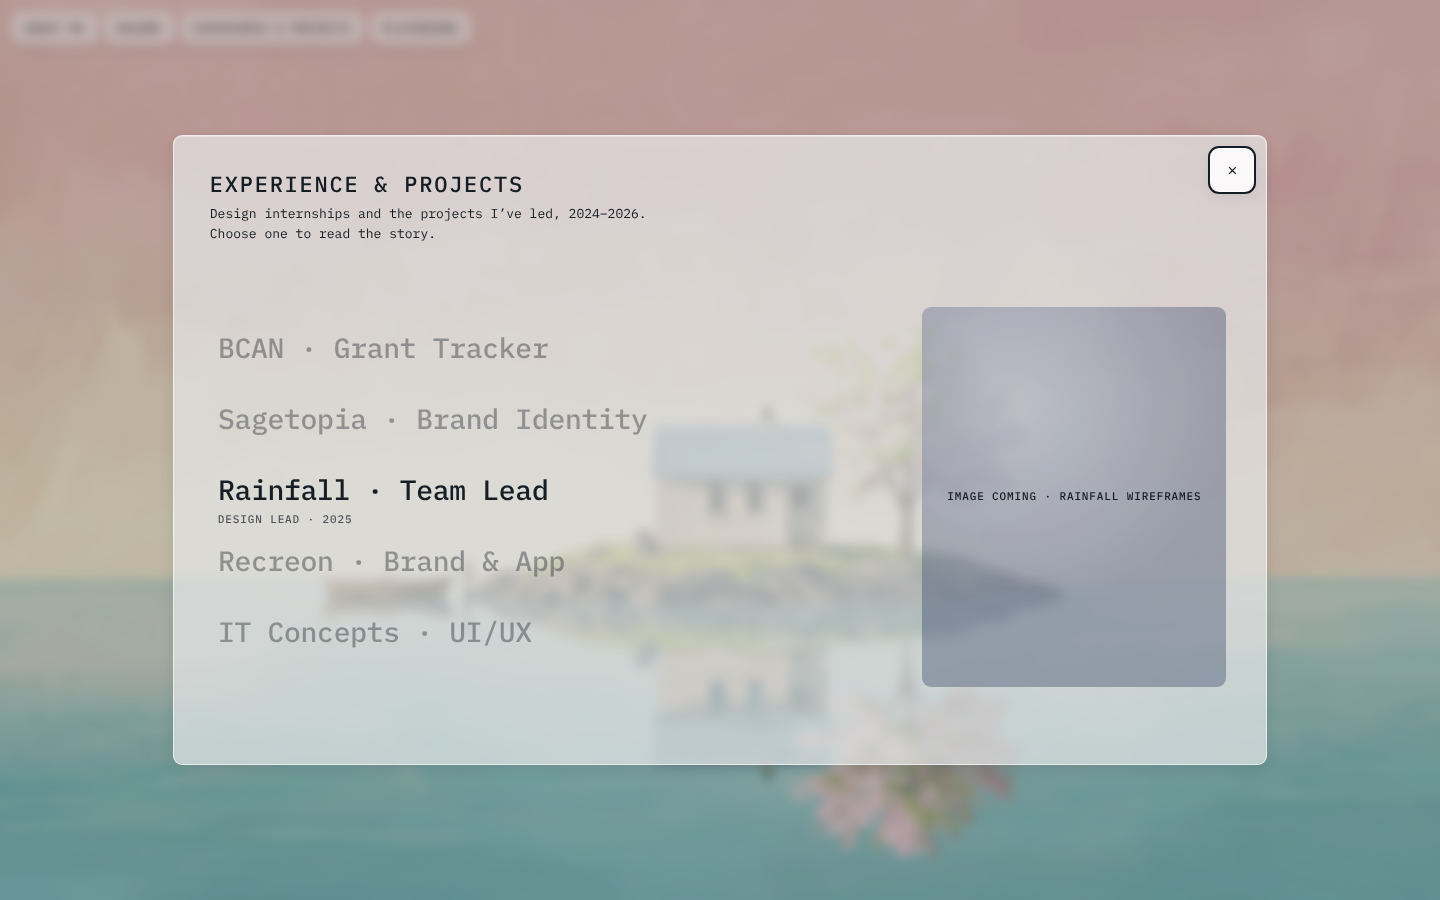 EXPERIENCE & PROJECTS
Design internships and the projects I’ve led, 2024–2026.
Choose one to read the story.
×
BCAN · Grant Tracker
Sagetopia · Brand Identity
Rainfall · Team Lead
DESIGN LEAD · 2025
Recreon · Brand & App
IT Concepts · UI/UX
IMAGE COMING · RAINFALL WIREFRAMES